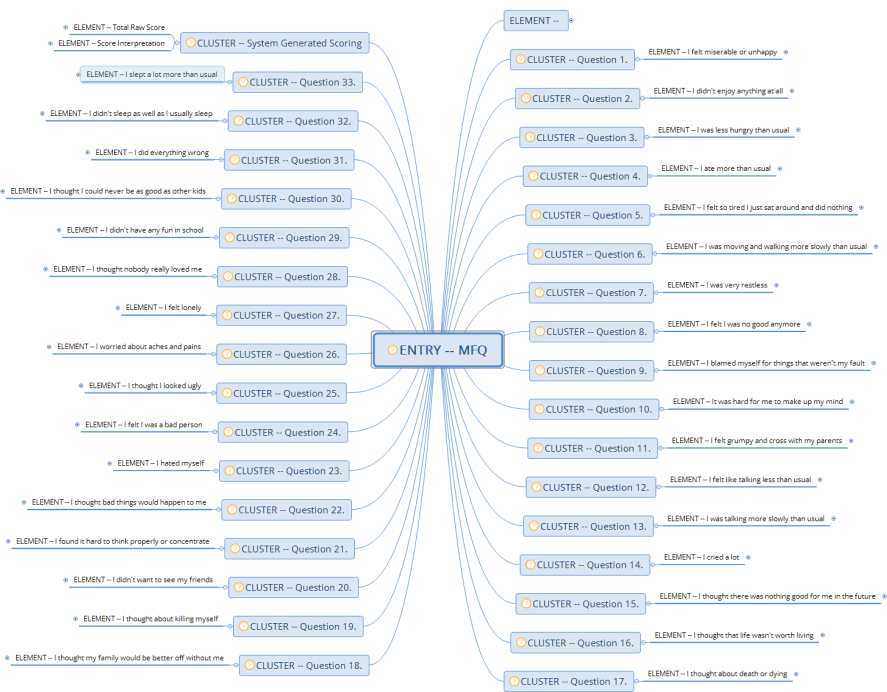 ENTRY -- MFQ
ELEMENT --
CLUSTER -- Question 1.
ELEMENT -- I felt miserable or unhappy
CLUSTER -- Question 2.
ELEMENT -- I didn't enjoy anything at all
CLUSTER -- Question 3.
ELEMENT -- I was less hungry than usual
CLUSTER -- Question 4.
ELEMENT -- I ate more than usual
CLUSTER -- Question 5.
ELEMENT -- I felt so tired I just sat around and did nothing
CLUSTER -- Question 6.
ELEMENT -- I was moving and walking more slowly than usual
CLUSTER -- Question 7.
ELEMENT -- I was very restless
CLUSTER -- Question 8.
ELEMENT -- I felt I was no good anymore
CLUSTER -- Question 9.
ELEMENT -- I blamed myself for things that weren't my fault
CLUSTER -- Question 10.
ELEMENT -- It was hard for me to make up my mind
CLUSTER -- Question 11.
ELEMENT -- I felt grumpy and cross with my parents
CLUSTER -- Question 12.
ELEMENT -- I felt like talking less than usual
CLUSTER -- Question 13.
ELEMENT -- I was talking more slowly than usual
CLUSTER -- Question 14.
ELEMENT -- I cried a lot
CLUSTER -- Question 15.
ELEMENT -- I thought there was nothing good for me in the future
CLUSTER -- Question 16.
ELEMENT -- I thought that life wasn't worth living
CLUSTER -- Question 17.
ELEMENT -- I thought about death or dying
CLUSTER -- Question 18.
ELEMENT -- I thought my family would be better off without me
CLUSTER -- Question 19.
ELEMENT -- I thought about killing myself
CLUSTER -- Question 20.
ELEMENT -- I didn't want to see my friends
CLUSTER -- Question 21.
ELEMENT -- I found it hard to think properly or concentrate
CLUSTER -- Question 22.
ELEMENT -- I thought bad things would happen to me
CLUSTER -- Question 23.
ELEMENT -- I hated myself
CLUSTER -- Question 24.
ELEMENT -- I felt I was a bad person
CLUSTER -- Question 25.
ELEMENT -- I thought I looked ugly
CLUSTER -- Question 26.
ELEMENT -- I worried about aches and pains
CLUSTER -- Question 27.
ELEMENT -- I felt lonely
CLUSTER -- Question 28.
ELEMENT -- I thought nobody really loved me
CLUSTER -- Question 29.
ELEMENT -- I didn't have any fun in school
CLUSTER -- Question 30.
ELEMENT -- I thought I could never be as good as other kids
CLUSTER -- Question 31.
ELEMENT -- I did everything wrong
CLUSTER -- Question 32.
ELEMENT -- I didn't sleep as well as I usually sleep
CLUSTER -- Question 33.
ELEMENT -- I slept a lot more than usual
CLUSTER -- System Generated Scoring
ELEMENT -- Total Raw Score
ELEMENT -- Score Interpretation